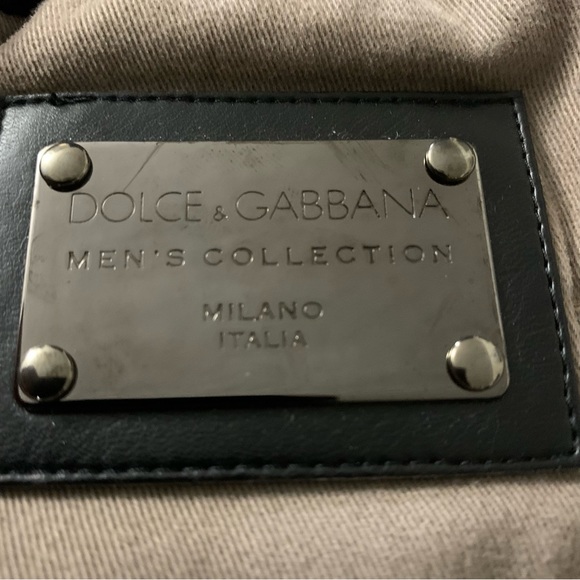 DOLCE & GABBANA
MEN'S COLLECTION
MILANO
ITALIA